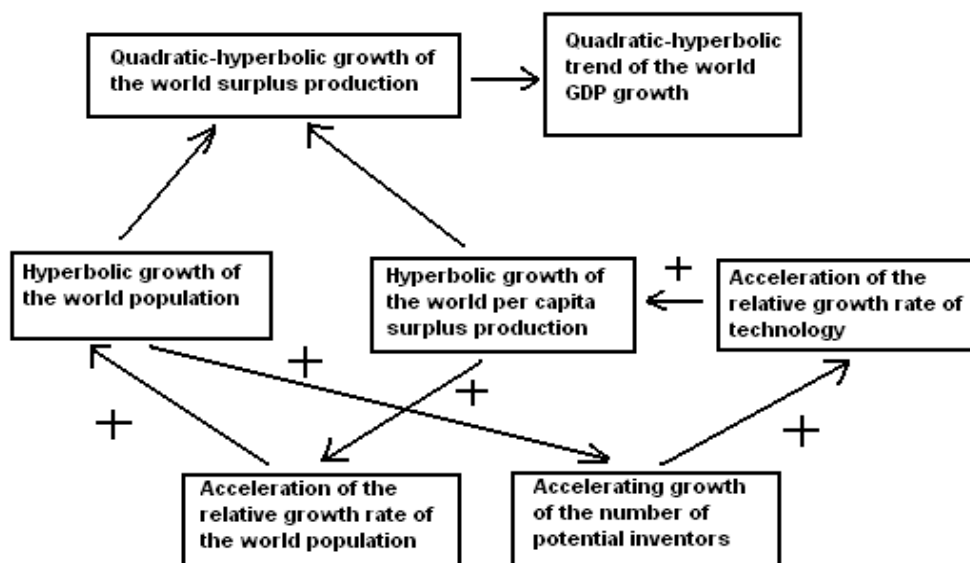 Quadratic-hyperbolic growth of
the world surplus production
Quadratic-hyperbolic
trend of the world
GDP growth
Hyperbolic growth of
the world population
Hyperbolic growth of
the world per capita
surplus production
+
Acceleration of the
relative growth rate of
technology
+
+
+
+
Acceleration of the
relative growth rate of
the world population
Accelerating growth
of the number of
potential inventors